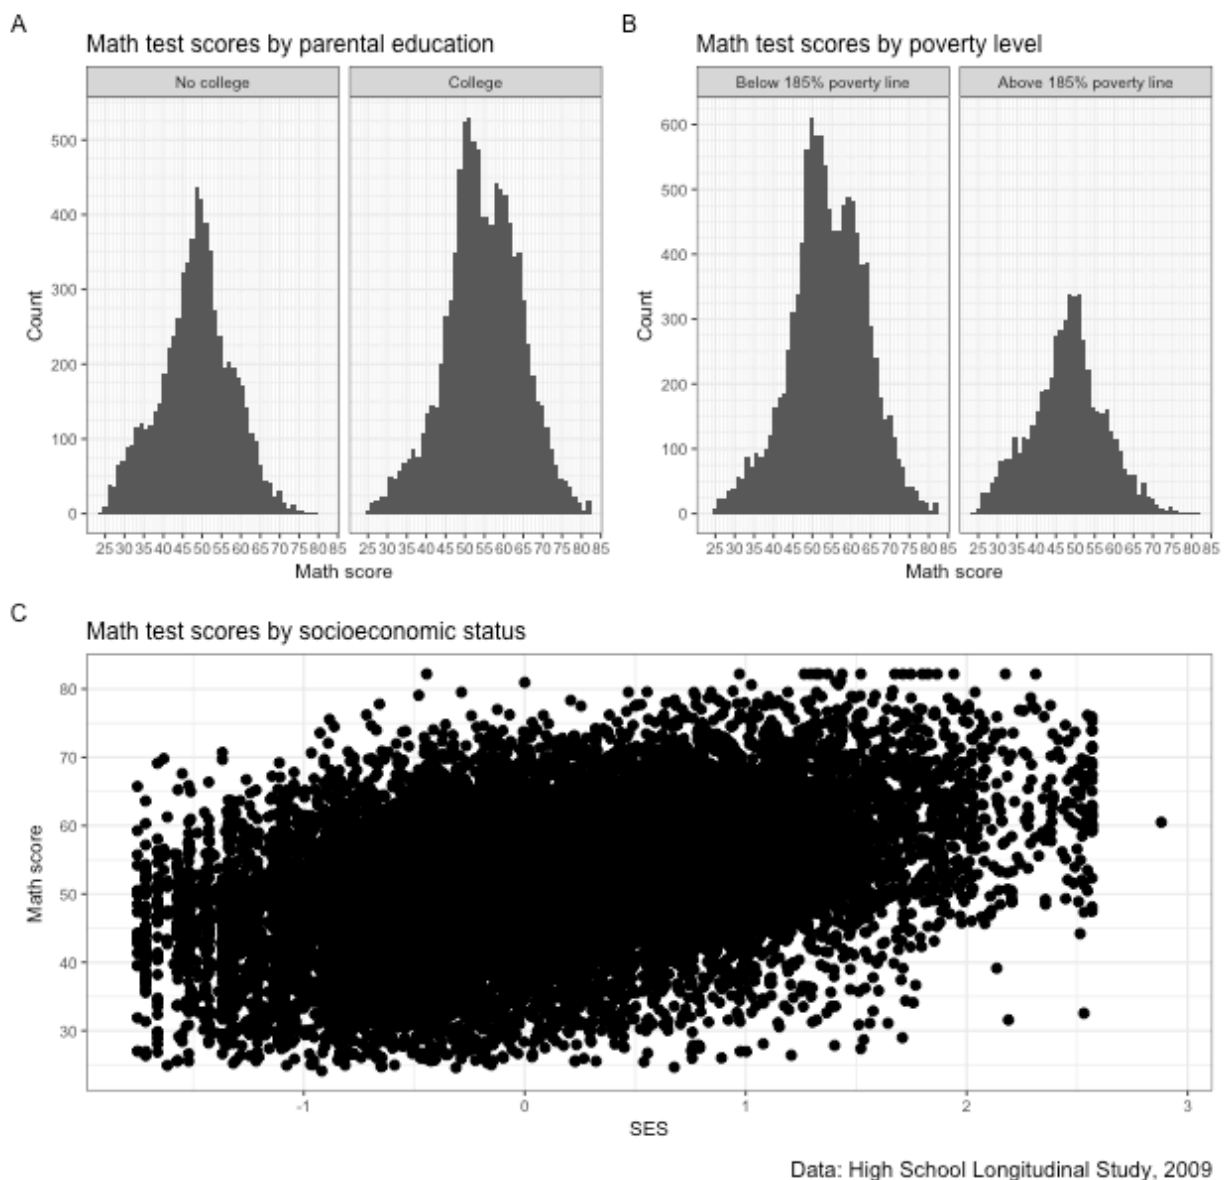 A
Math test scores by parental education
No college
College
500
400
300
200
100
0
Count
25 30 35 40 45 50 55 60 65 70 75 80 85
25 30 35 40 45 50 55 60 65 70 75 80 85
Math score
B
Math test scores by poverty level
Below 185% poverty line
Above 185% poverty line
600
500
400
300
200
100
0
Count
25 30 35 40 45 50 55 60 65 70 75 80 85
25 30 35 40 45 50 55 60 65 70 75 80 85
Math score
C
Math test scores by socioeconomic status
80
70
60
50
40
30
Math score
-1 0 1 2 3
SES
Data: High School Longitudinal Study, 2009